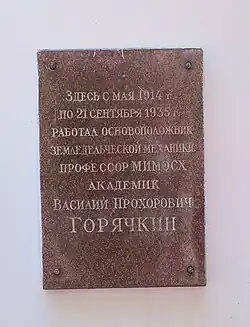 Здесь с мая 1914 г.
по 21 сентября 1935 г.
работал основоположник
земледельческой механики
профессор МИМЭСХ
академик
Василий Прохорович
Горячкин